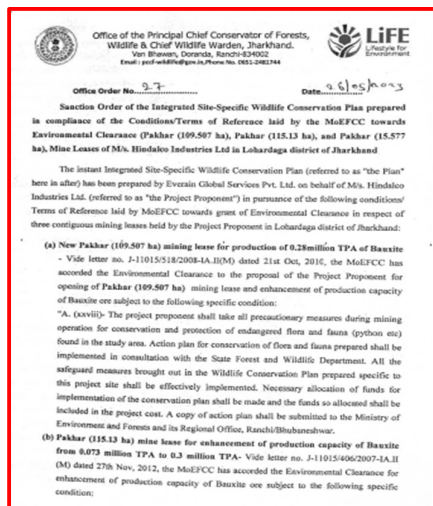 Office of the Principal Chief Conservator of Forests,
Wildlife & Chief Wildlife Warden, Jharkhand.
Van Bhawan, Doranda, Ranchi-834002
Email : pccf-wildlife@gov.in,Phone No. 0651-2481744
LiFE
Lifestyle for
Environment
Office Order No. 27 Date. 26/05/2023
Sanction Order of the Integrated Site-Specific Wildlife Conservation Plan prepared
in compliance of the Conditions/Terms of Reference laid by the MoEFCC towards
Environmental Clearance (Pakhar (109.507 ha), Pakhar (115.13 ha), and Pakhar (15.577
ha), Mine Leases of M/s. Hindalco Industries Ltd in Lohardaga district of Jharkhand
The instant Integrated Site-Specific Wildlife Conservation Plan (referred to as "the Plan"
here in after) has been prepared by Everain Global Services Pvt. Ltd. on behalf of M/s. Hindalco
Industries Ltd. (referred to as "the Project Proponent") in pursuance of the following conditions/
Terms of Reference laid by MoEFCC towards grant of Environmental Clearance in respect of
three contiguous mining leases held by the Project Proponent in Lohardaga district of Jharkhand:
(a) New Pakhar (109.507 ha) mining lease for production of 0.28million TPA of Bauxite
- Vide letter no. J-11015/518/2008-IA.II(M) dated 21st Oct, 2010, the MoEFCC has
accorded the Environmental Clearance to the proposal of the Project Proponent for
opening of Pakhar (109.507 ha) mining lease and enhancement of production capacity
of Bauxite ore subject to the following specific condition:
"A. (xxviii)- The project proponent shall take all precautionary measures during mining
operation for conservation and protection of endangered flora and fauna (python etc)
found in the study area. Action plan for conservation of flora and fauna prepared shall be
implemented in consultation with the State Forest and Wildlife Department. All the
safeguard measures brought out in the Wildlife Conservation Plan prepared specific to
this project site shall be effectively implemented. Necessary allocation of funds for
implementation of the conservation plan shall be made and the funds so allocated shall be
included in the project cost. A copy of action plan shall be submitted to the Ministry of
Environment and Forests and its Regional Office, Ranchi/Bhubaneshwar.
(b) Pakhar (115.13 ha) mine lease for enhancement of production capacity of Bauxite
from 0.073 million TPA to 0.3 million TPA- Vide letter no. J-11015/406/2007-IA.II
(M) dated 27th Nov, 2012, the MoEFCC has accorded the Environmental Clearance for
enhancement of production capacity of Bauxite ore subject to the following specific
condition: